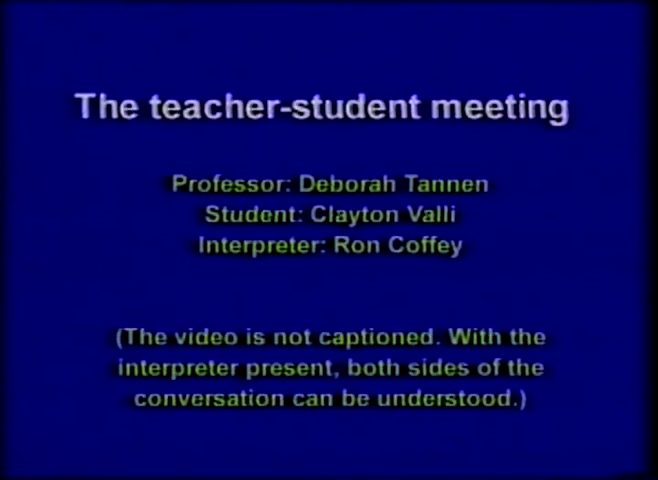 The teacher-student meeting
Professor: Deborah Tannen
Student: Clayton Valli
Interpreter: Ron Coffey
(The video is not captioned. With the
interpreter present, both sides of the
conversation can be understood.)